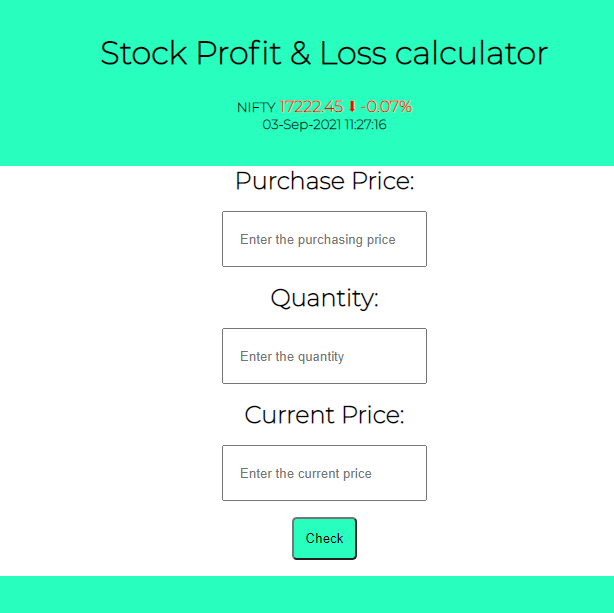 Stock Profit & Loss calculator
NIFTY 17222.45 ⬇ -0.07%
03-Sep-2021 11:27:16
Purchase Price:
Enter the purchasing price
Quantity:
Enter the quantity
Current Price:
Enter the current price
Check